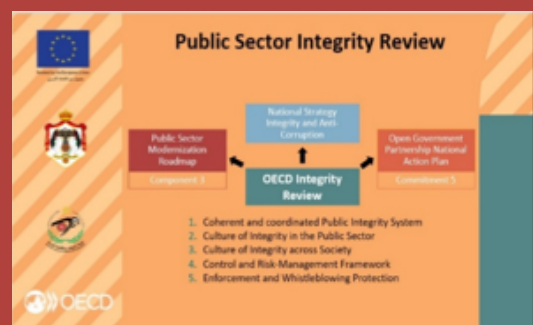 Public Sector Integrity Review
National Strategy
Integrity and Anti-
Corruption
Public Sector
Modernization
Roadmap
Component 3
OECD Integrity
Review
Open Government
Partnership National
Action Plan
Commitment 5
1. Coherent and coordinated Public Integrity System
2. Culture of Integrity in the Public Sector
3. Culture of Integrity across Society
4. Control and Risk-Management Framework
5. Enforcement and Whistleblowing Protection
OECD